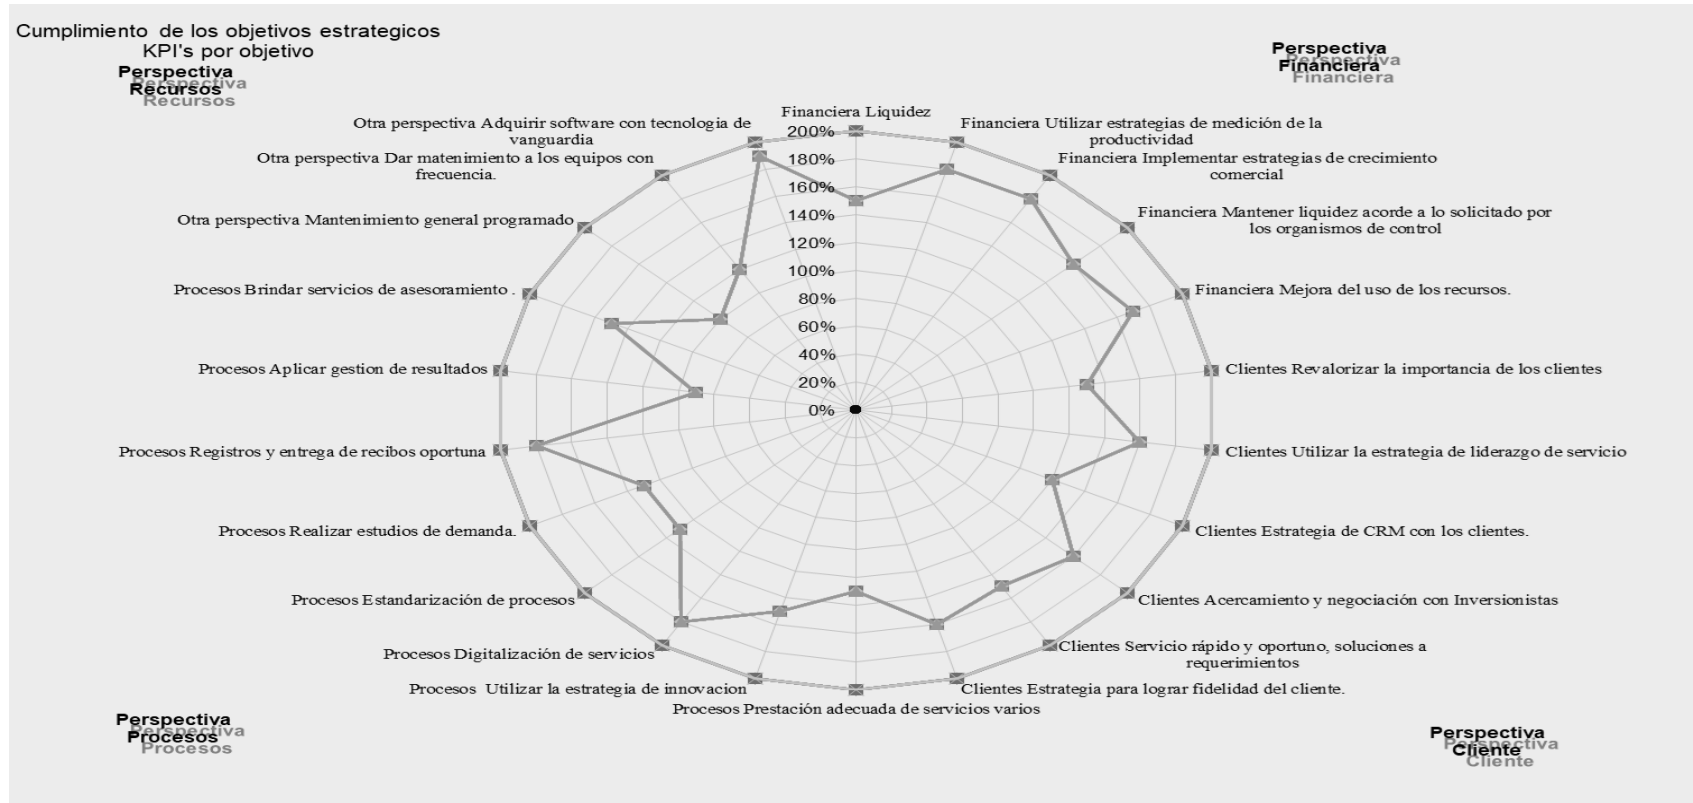 Cumplimiento de los objetivos estrategicos
KPI's por objetivo
Perspectiva
Recursos
Perspectiva
Recursos
Perspectiva
Financiera
Perspectiva
Financiera
Financiera Liquidez
Financiera Utilizar estrategias de medición de la
productividad
Financiera Implementar estrategias de crecimiento
comercial
Financiera Mantener liquidez acorde a lo solicitado por
los organismos de control
Financiera Mejora del uso de los recursos.
Clientes Revalorizar la importancia de los clientes
Clientes Utilizar la estrategia de liderazgo de servicio
Clientes Estrategia de CRM con los clientes.
Clientes Acercamiento y negociación con Inversionistas
Clientes Servicio rápido y oportuno, soluciones a
requerimientos
Clientes Estrategia para lograr fidelidad del cliente.
Procesos Prestación adecuada de servicios varios
Procesos Utilizar la estrategia de innovacion
Procesos Digitalización de servicios
Procesos Estandarización de procesos
Procesos Realizar estudios de demanda.
Procesos Registros y entrega de recibos oportuna
Procesos Aplicar gestion de resultados
Procesos Brindar servicios de asesoramiento .
Otra perspectiva Mantenimiento general programado
Otra perspectiva Dar matenimiento a los equipos con
frecuencia.
Otra perspectiva Adquirir software con tecnologia de
vanguardia
200%
180%
160%
140%
120%
100%
80%
60%
40%
20%
0%
Perspectiva
Procesos
Perspectiva
Procesos
Perspectiva
Cliente
Perspectiva
Cliente